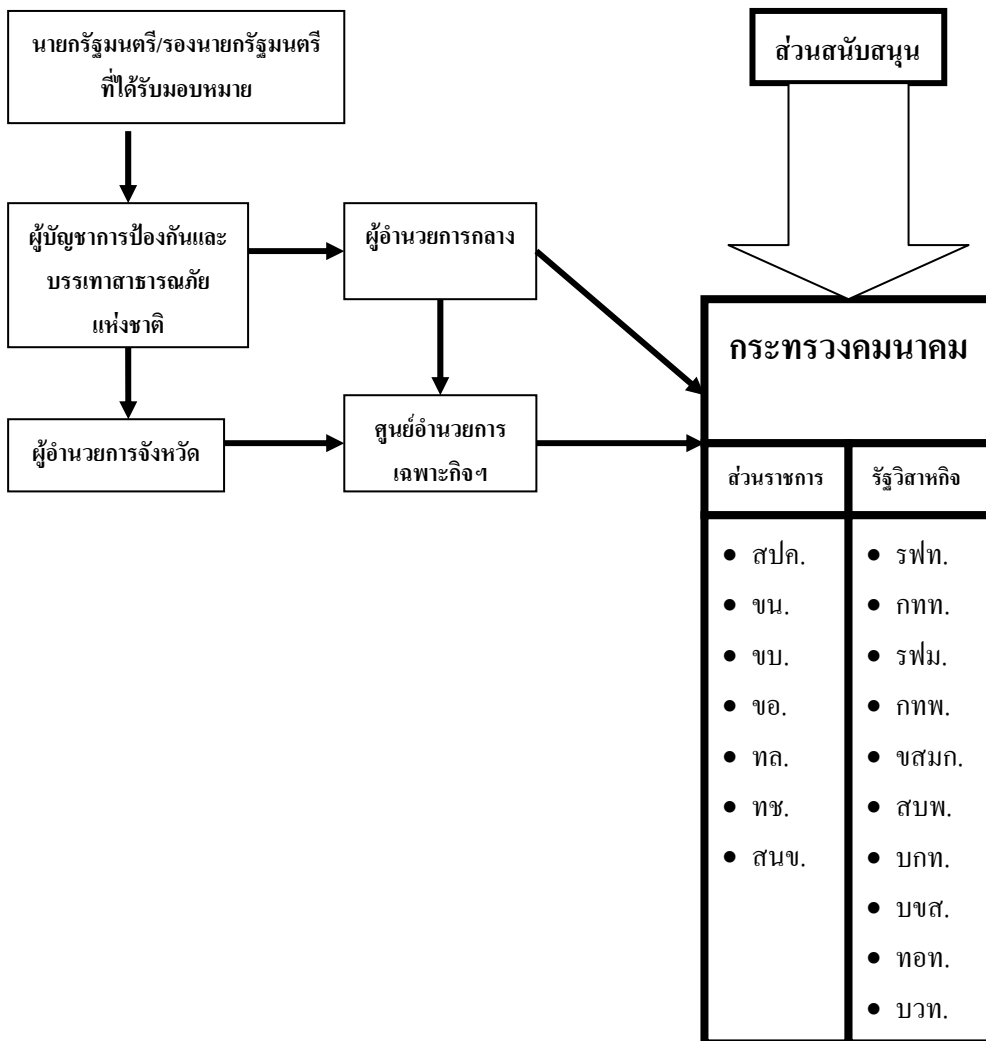 นายกรัฐมนตรี/รองนายกรัฐมนตรี
ที่ได้รับมอบหมาย
ส่วนสนับสนุน
ผู้บัญชาการป้องกันและ
บรรเทาสาธารณภัย
แห่งชาติ
ผู้อำนวยการกลาง
กระทรวงคมนาคม
ผู้อำนวยการจังหวัด
ศูนย์อำนวยการ
เฉพาะกิจฯ
ส่วนราชการ
รัฐวิสาหกิจ
• สปค.
• ขน.
• ขบ.
• ขอ.
• ทล.
• ทช.
• สนข.
• รฟท.
• กทท.
• รฟม.
• กทพ.
• ขสมก.
• สบพ.
• บกท.
• บขส.
• ทอท.
• บวท.